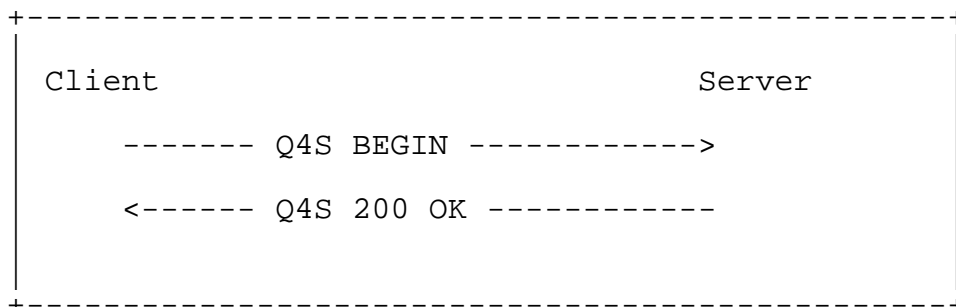 +------------------------------------------------+
Client                            Server
------- Q4S BEGIN ------------>
<------ Q4S 200 OK ------------
+------------------------------------------------+